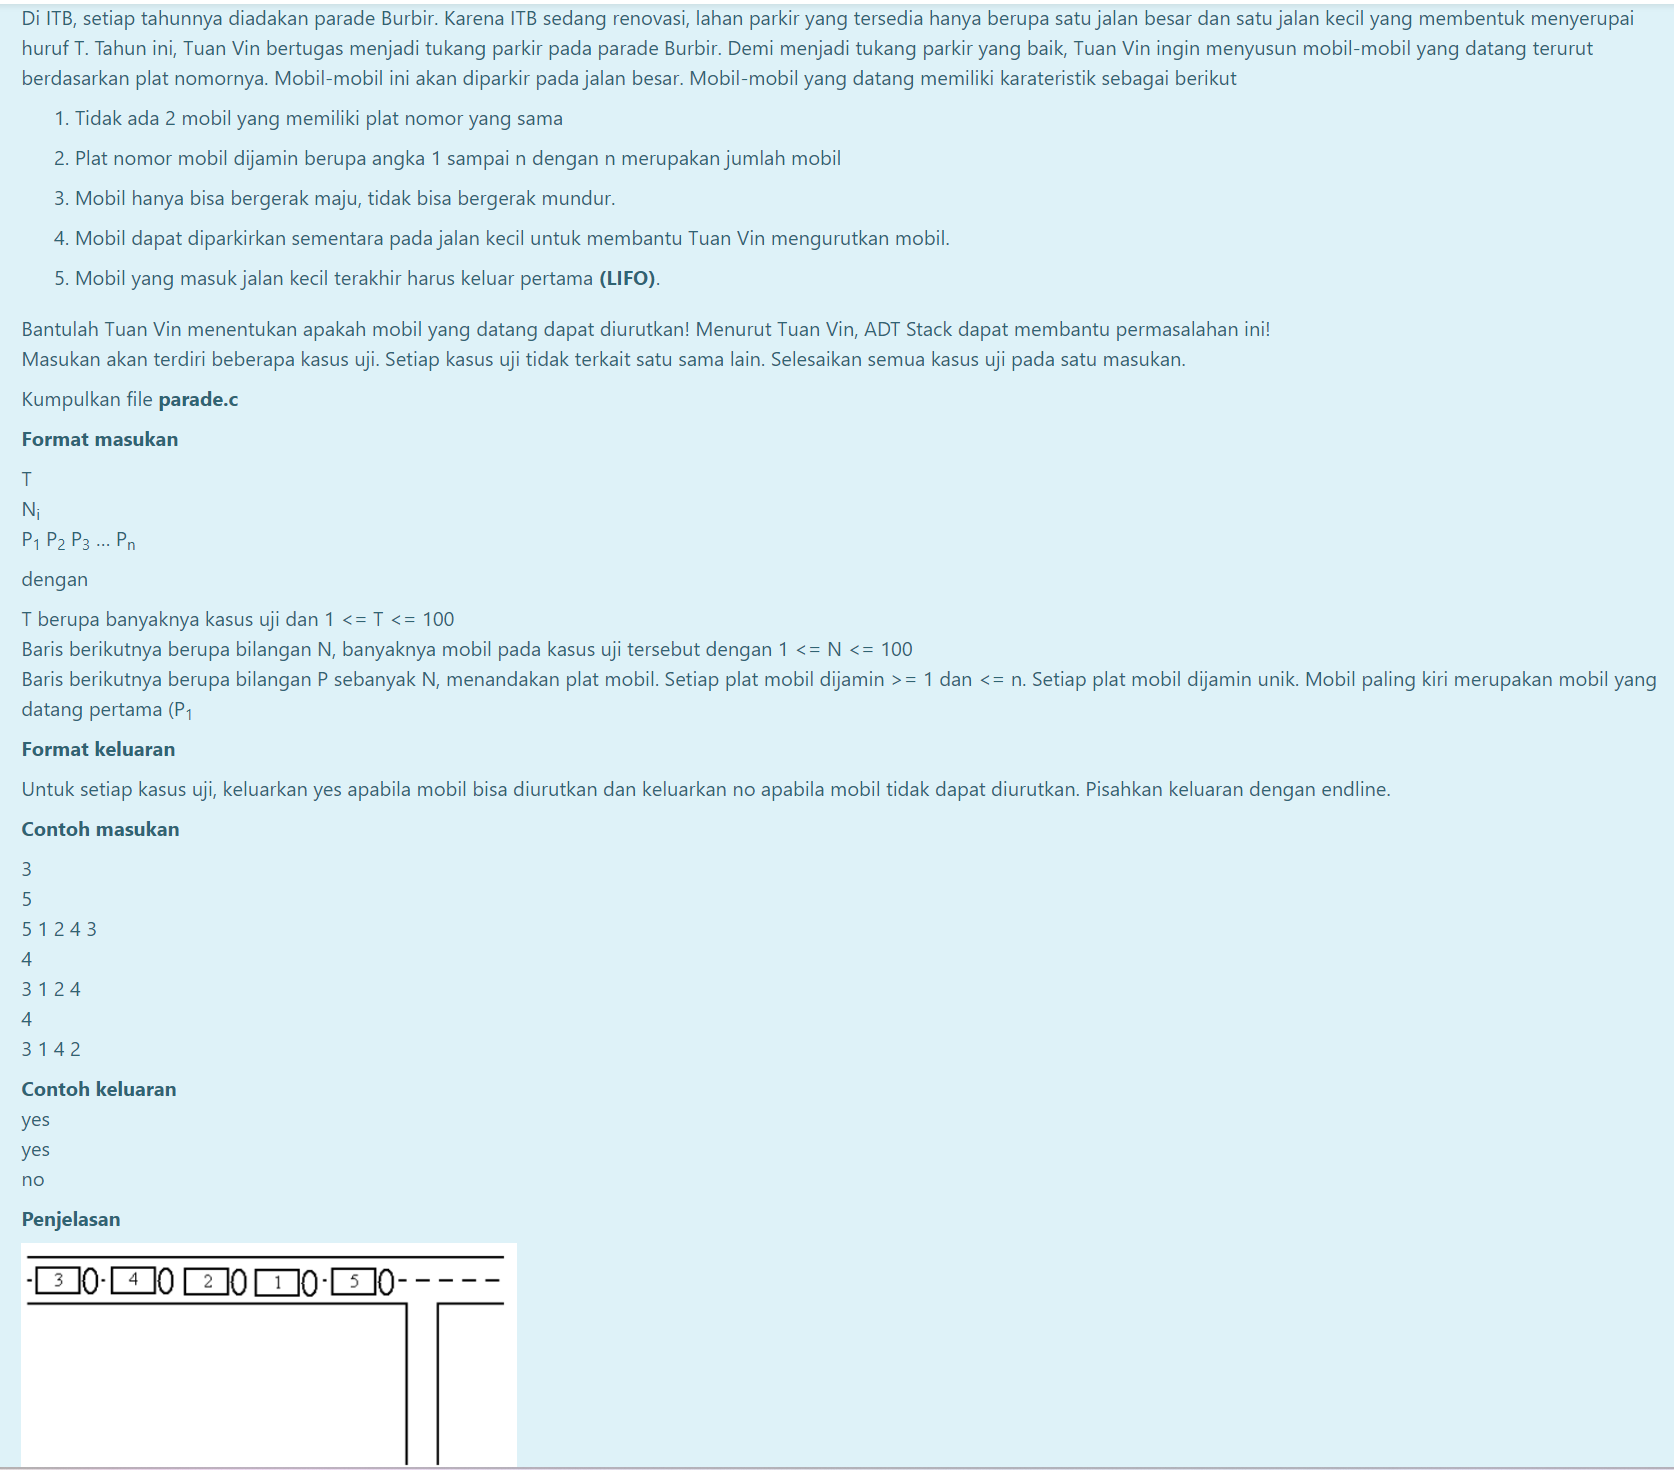 Di ITB, setiap tahunnya diadakan parade Burbir. Karena ITB sedang renovasi, lahan parkir yang tersedia hanya berupa satu jalan besar dan satu jalan kecil yang membentuk menyerupai
huruf T. Tahun ini, Tuan Vin bertugas menjadi tukang parkir pada parade Burbir. Demi menjadi tukang parkir yang baik, Tuan Vin ingin menyusun mobil-mobil yang datang terurut
berdasarkan plat nomornya. Mobil-mobil ini akan diparkir pada jalan besar. Mobil-mobil yang datang memiliki karateristik sebagai berikut
1. Tidak ada 2 mobil yang memiliki plat nomor yang sama
2. Plat nomor mobil dijamin berupa angka 1 sampai n dengan n merupakan jumlah mobil
3. Mobil hanya bisa bergerak maju, tidak bisa bergerak mundur.
4. Mobil dapat diparkirkan sementara pada jalan kecil untuk membantu Tuan Vin mengurutkan mobil.
5. Mobil yang masuk jalan kecil terakhir harus keluar pertama (LIFO).
Bantulah Tuan Vin menentukan apakah mobil yang datang dapat diurutkan! Menurut Tuan Vin, ADT Stack dapat membantu permasalahan ini!
Masukan akan terdiri beberapa kasus uji. Setiap kasus uji tidak terkait satu sama lain. Selesaikan semua kasus uji pada satu masukan.
Kumpulkan file parade.c
Format masukan
T
Ni
P1 P2 P3 ... Pn
dengan
T berupa banyaknya kasus uji dan 1 <= T <= 100
Baris berikutnya berupa bilangan N, banyaknya mobil pada kasus uji tersebut dengan 1 <= N <= 100
Baris berikutnya berupa bilangan P sebanyak N, menandakan plat mobil. Setiap plat mobil dijamin >= 1 dan <= n. Setiap plat mobil dijamin unik. Mobil paling kiri merupakan mobil yang
datang pertama (P1
Format keluaran
Untuk setiap kasus uji, keluarkan yes apabila mobil bisa diurutkan dan keluarkan no apabila mobil tidak dapat diurutkan. Pisahkan keluaran dengan endline.
Contoh masukan
3
5
5 1 2 4 3
4
3 1 2 4
4
3 1 4 2
Contoh keluaran
yes
yes
no
Penjelasan
3 4 2 1 5